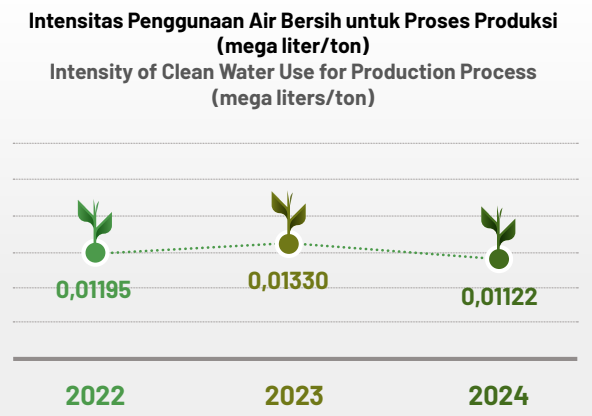 Intensitas Penggunaan Air Bersih untuk Proses Produksi
(mega liter/ton)
Intensity of Clean Water Use for Production Process
(mega liters/ton)
0,01195
0,01330
0,01122
2022
2023
2024